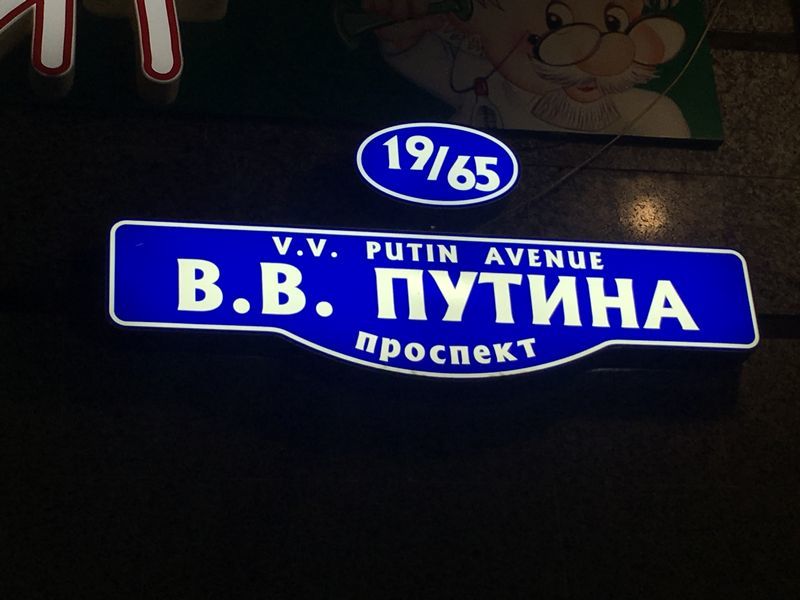 19/65
V.V. PUTIN AVENUE
В.В. ПУТИНА
проспект